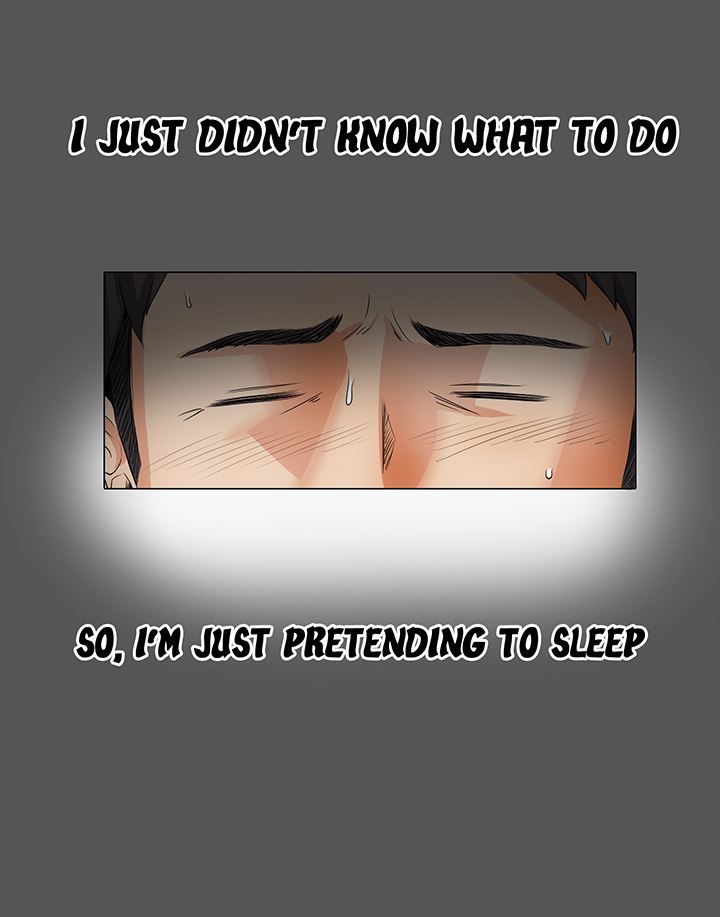 I JUST DIDN'T KNOW WHAT TO DO
SO, I'M JUST PRETENDING TO SLEEP